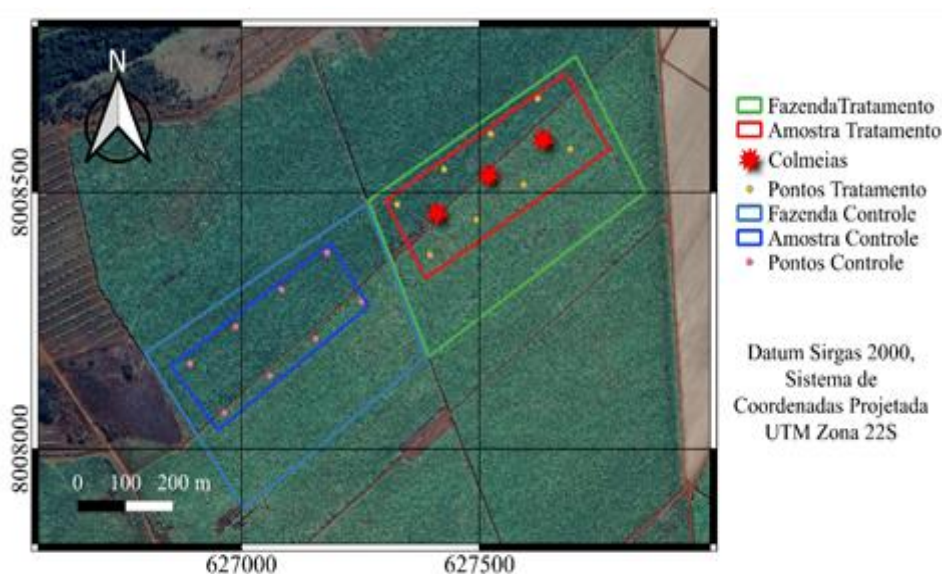 N
8008500
8008000
0 100 200 m
627000 627500
FazendaTratamento
Amostra Tratamento
Colmeias
Pontos Tratamento
Fazenda Controle
Amostra Controle
Pontos Controle
Datum Sirgas 2000,
Sistema de
Coordenadas Projetada
UTM Zona 22S